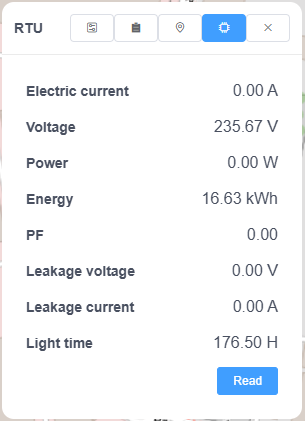 RTU
Electric current 0.00 A
Voltage 235.67 V
Power 0.00 W
Energy 16.63 kWh
PF 0.00
Leakage voltage 0.00 V
Leakage current 0.00 A
Light time 176.50 H
Read